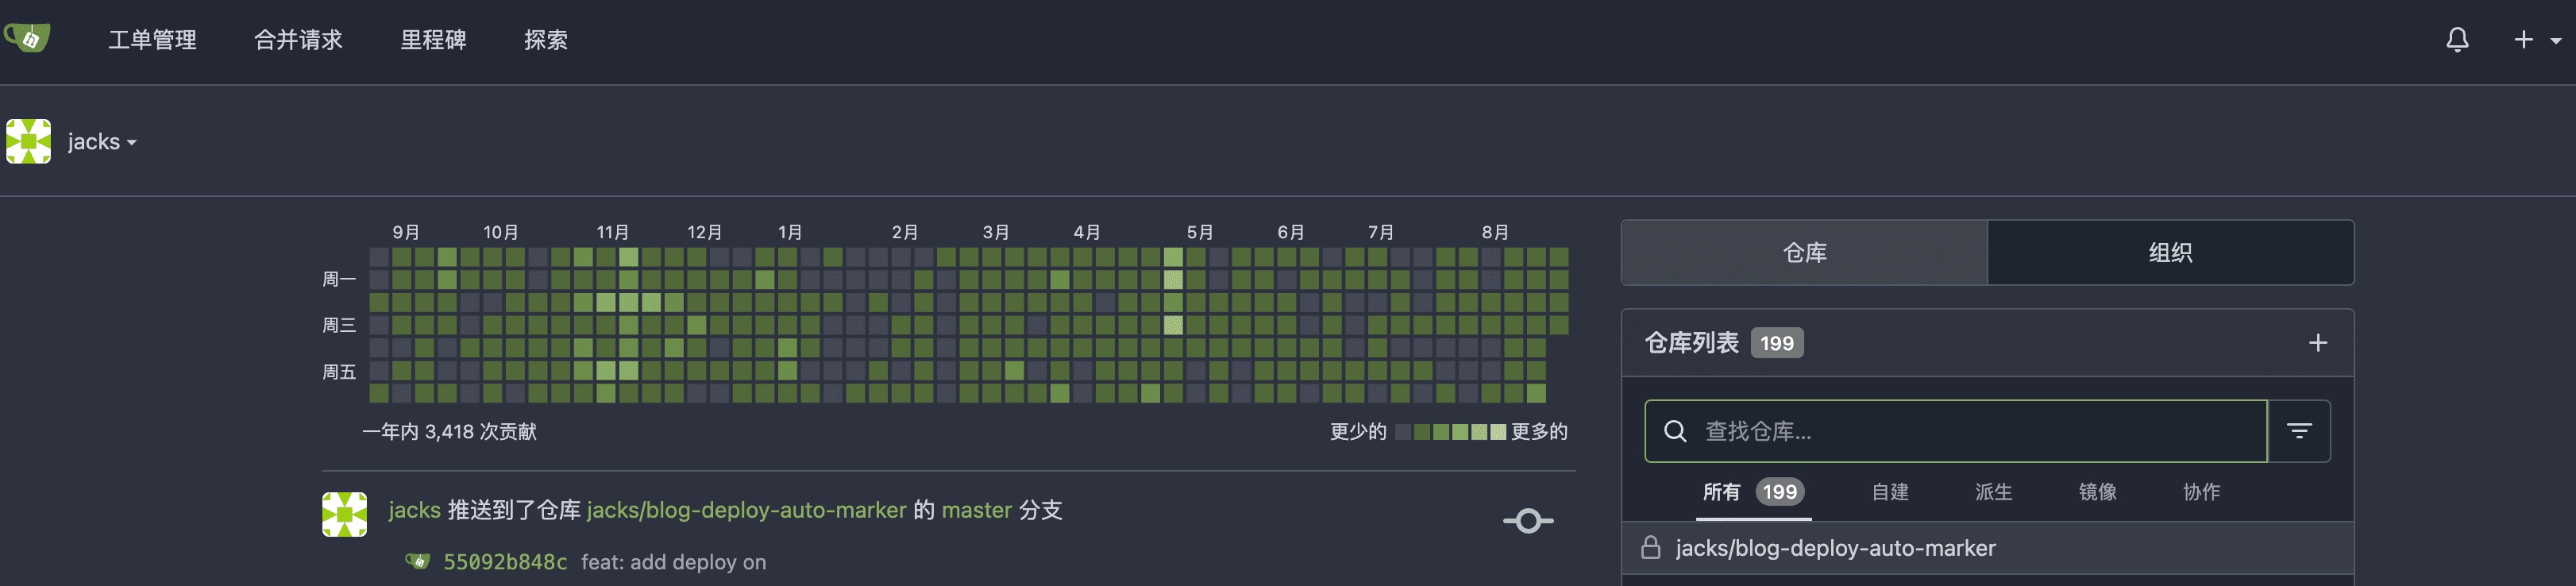 工单管理 合并请求 里程碑 探索
jacks
9月 10月 11月 12月 1月 2月 3月 4月 5月 6月 7月 8月
周一
周三
周五
一年内 3,418 次贡献
更少的 更多的
jacks 推送到了仓库 jacks/blog-deploy-auto-marker 的 master 分支
55092b848c feat: add deploy on
仓库 组织
仓库列表 199
查找仓库...
所有 199 自建 派生 镜像 协作
jacks/blog-deploy-auto-marker